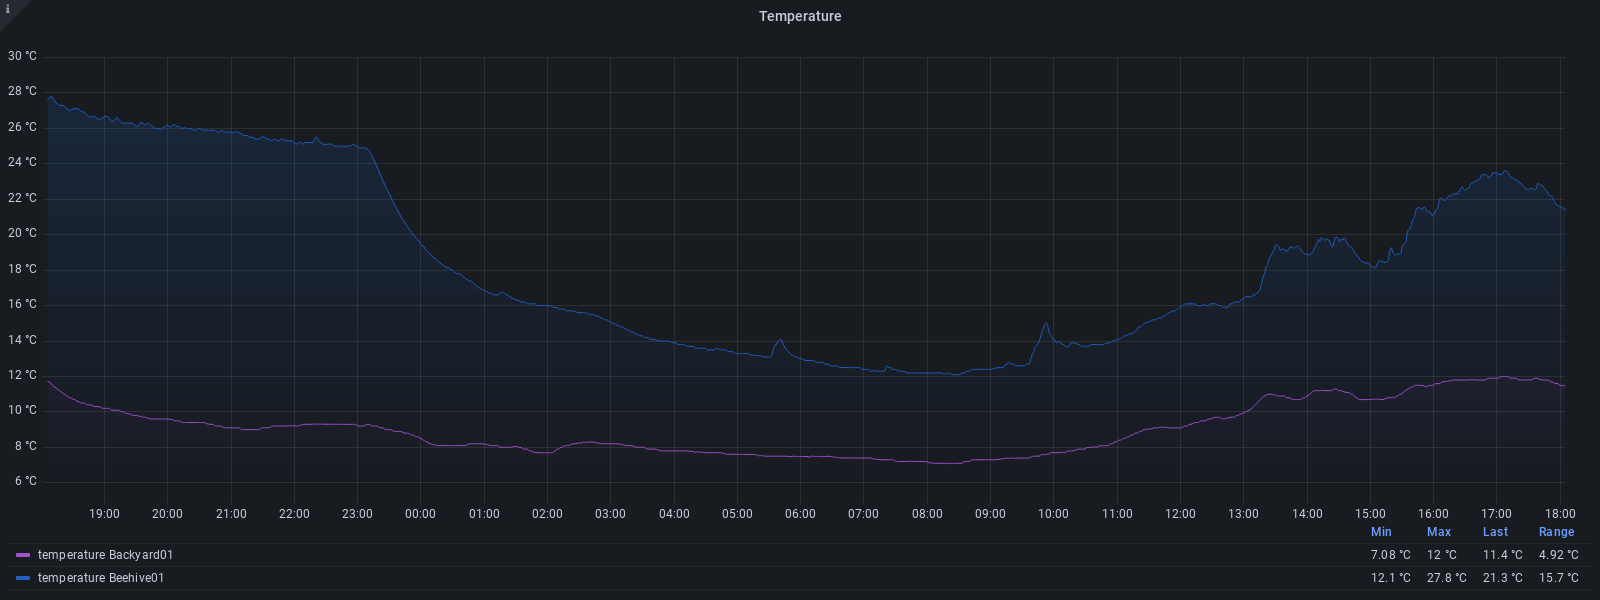 i
Temperature
30 °C
28 °C
26 °C
24 °C
22 °C
20 °C
18 °C
16 °C
14 °C
12 °C
10 °C
8 °C
6 °C
19:00 20:00 21:00 22:00 23:00 00:00 01:00 02:00 03:00 04:00 05:00 06:00 07:00 08:00 09:00 10:00 11:00 12:00 13:00 14:00 15:00 16:00 17:00 18:00
Min Max Last Range
temperature Backyard01 7.08 °C 12 °C 11.4 °C 4.92 °C
temperature Beehive01 12.1 °C 27.8 °C 21.3 °C 15.7 °C